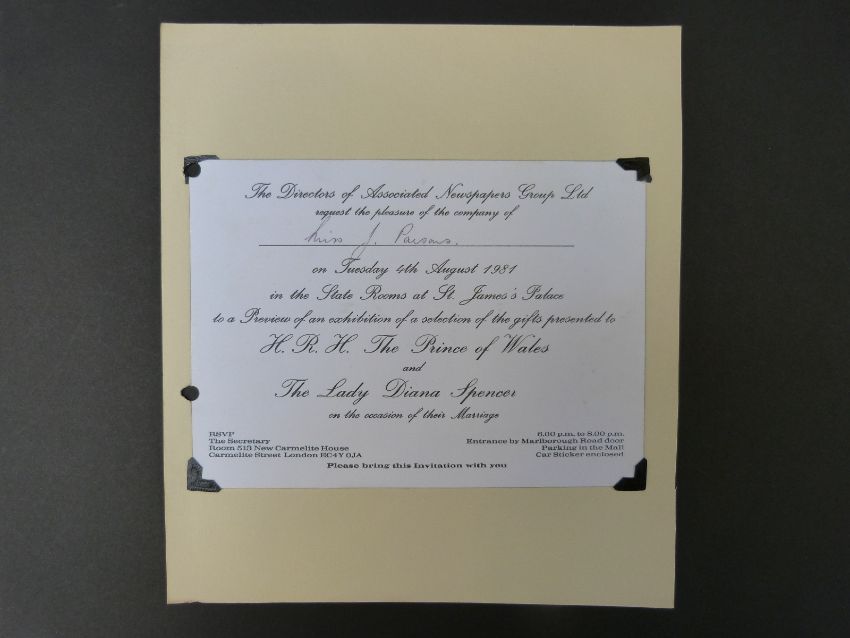 The Directors of Associated Newspapers Group Ltd
request the pleasure of the company of
Miss J. Parsons.
on Tuesday 4th August 1981
in the State Rooms at St. James's Palace
to a Preview of an exhibition of a selection of the gifts presented to
H. R. H. The Prince of Wales
and
The Lady Diana Spencer
on the occasion of their Marriage
RSVP
The Secretary
Room 513 New Carmelite House
Carmelite Street London EC4Y 0JA
6.00 p.m. to 8.00 p.m.
Entrance by Marlborough Road door
Parking in the Mall
Car Sticker enclosed
Please bring this Invitation with you